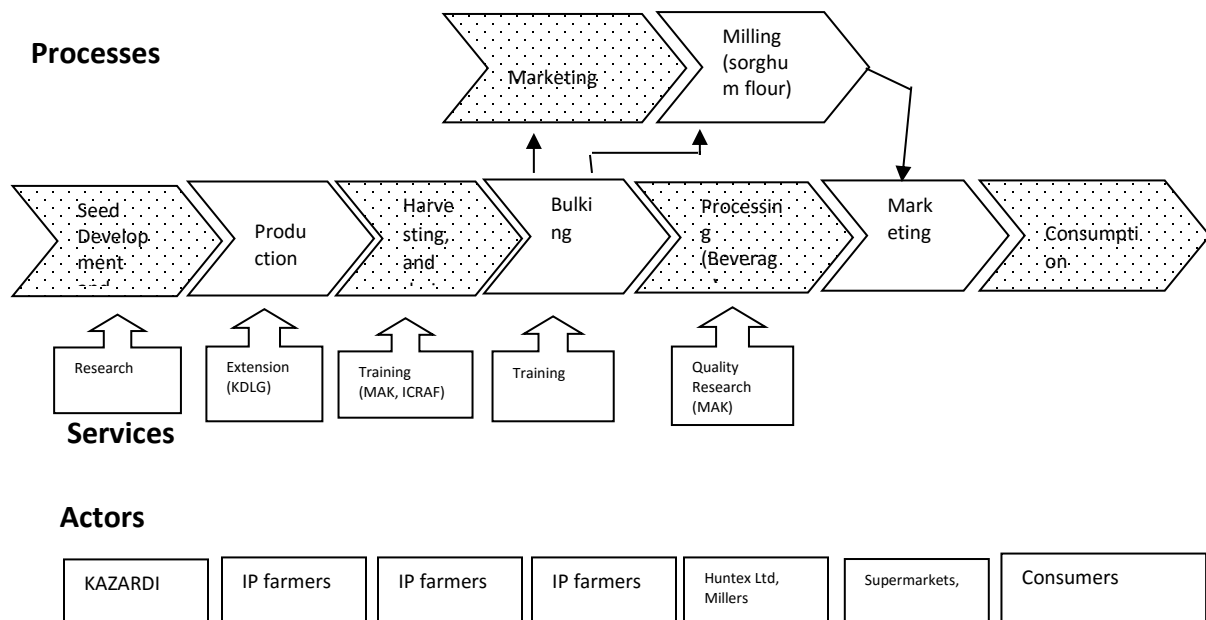 Processes
Marketing
Milling
(sorghu
m flour)
Seed
Develop
ment
Produ
ction
Harve
sting,
and
Bulki
ng
Processin
g
(Beverag
Mark
eting
Consumpti
on
Research
Extension
(KDLG)
Training
(MAK, ICRAF)
Training
Quality
Research
(MAK)
Services
Actors
KAZARDI
IP farmers
IP farmers
IP farmers
Huntex Ltd,
Millers
Supermarkets,
Consumers